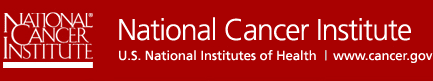 NATIONAL
CANCER
INSTITUTE
National Cancer Institute
U.S. National Institutes of Health | www.cancer.gov